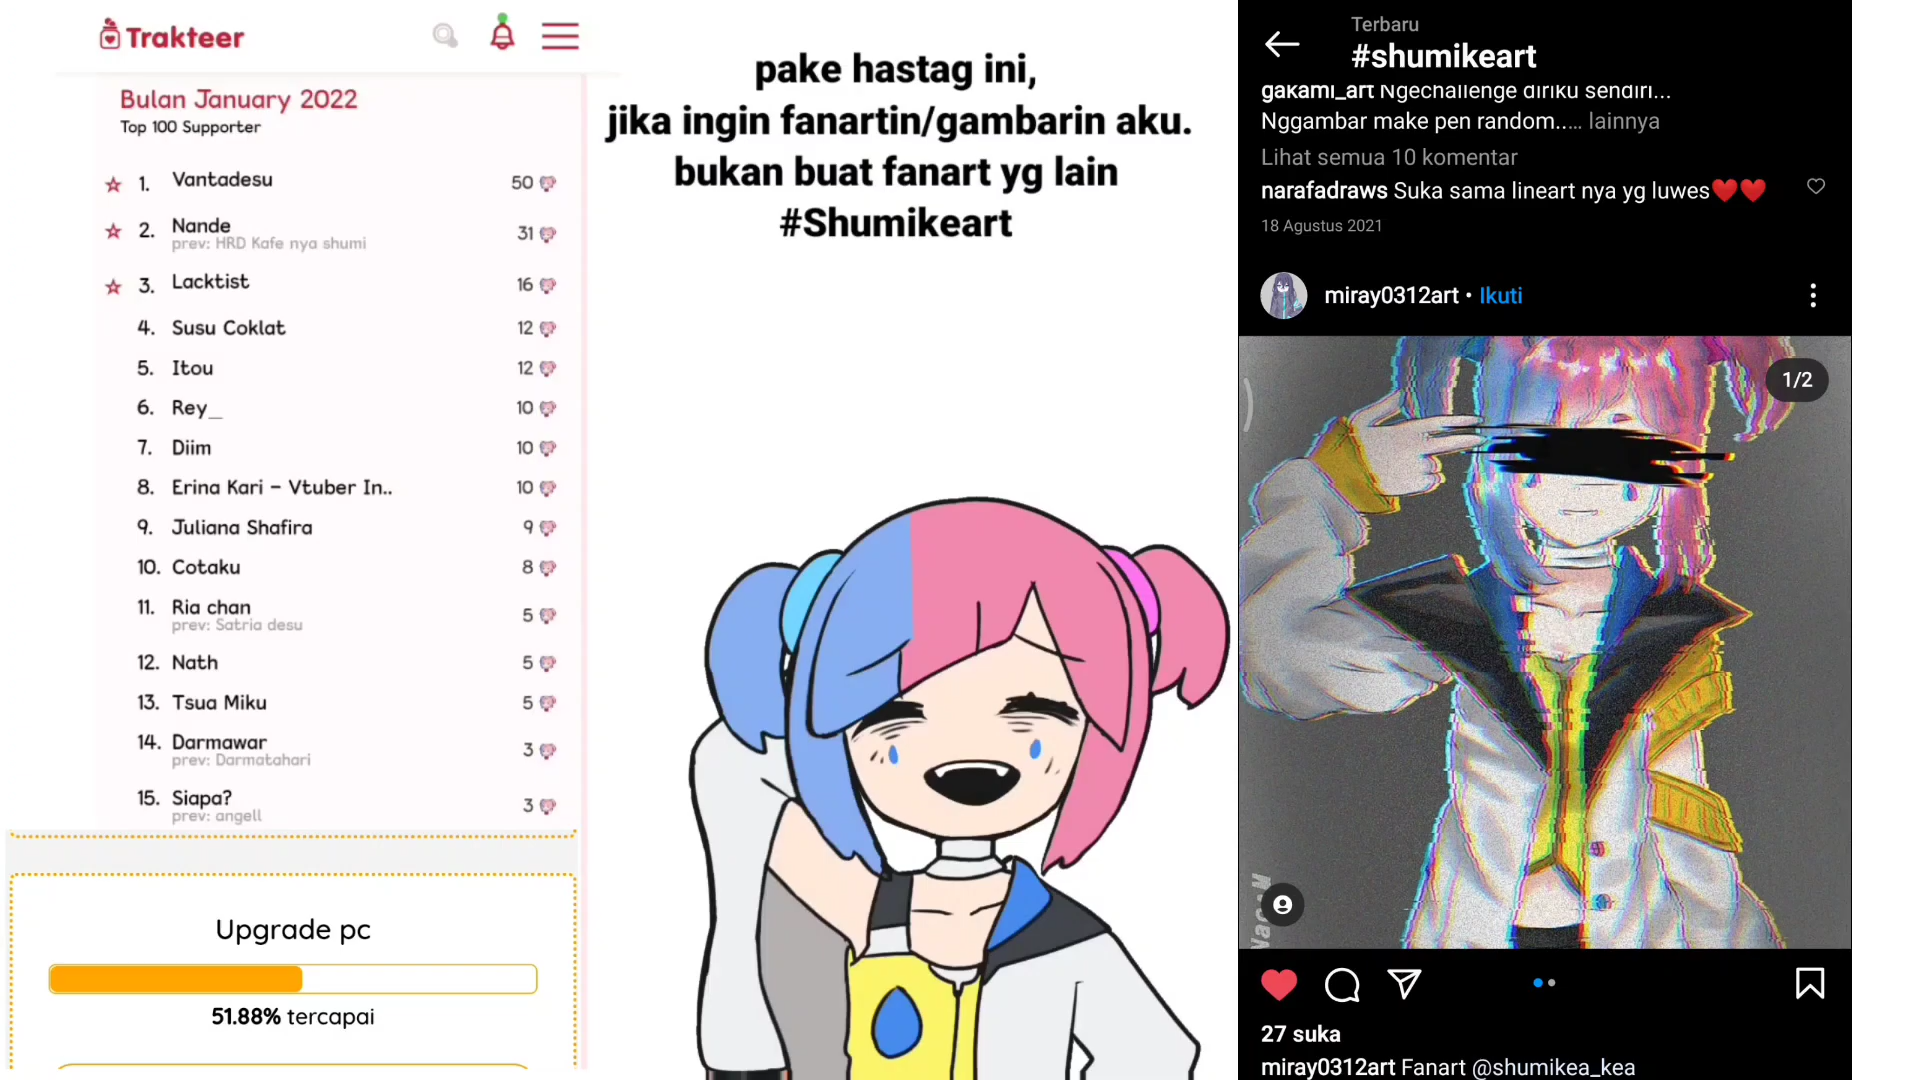 Trakteer
Bulan January 2022
Top 100 Supporter
1. Vantadesu 50
2. Nande 31
prev: HRD Kafe nya shumi
3. Lacktist 16
4. Susu Coklat 12
5. Itou 12
6. Rey_ 10
7. Diim 10
8. Erina Kari - Vtuber In.. 10
9. Juliana Shafira 9
10. Cotaku 8
11. Ria chan 5
prev: Satria desu
12. Nath 5
13. Tsua Miku 5
14. Darmawar 3
prev: Darmatahari
15. Siapa? 3
prev: angell
Upgrade pc
51.88% tercapai
pake hastag ini,
jika ingin fanartin/gambarin aku.
bukan buat fanart yg lain
#Shumikeart
Terbaru
#shumikeart
gakami_art Ngechallenge diriku sendiri...
Nggambar make pen random..... lainnya
Lihat semua 10 komentar
narafadraws Suka sama lineart nya yg luwes❤️❤️
18 Agustus 2021
miray0312art • Ikuti
1/2
27 suka
miray0312art Fanart @shumikea_kea